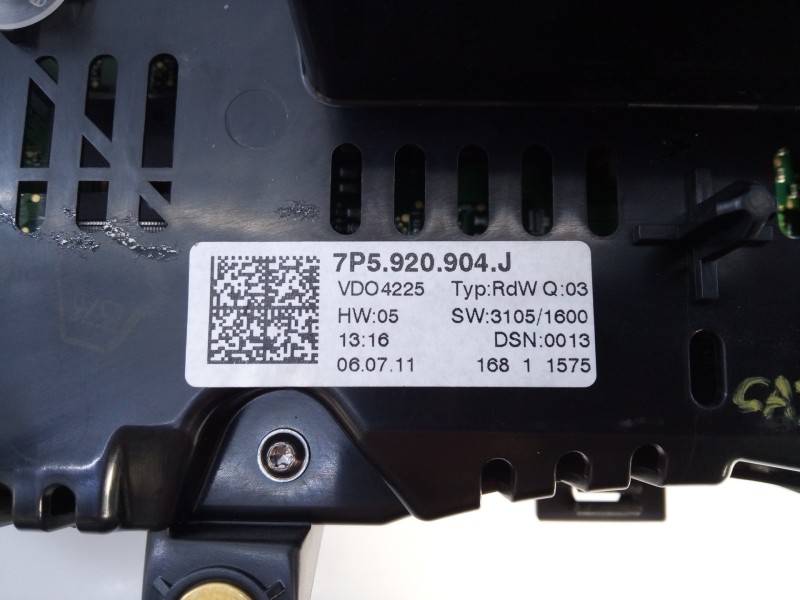 7P5.920.904.J
VDO4225 Typ:RdW Q:03
HW:05 SW:3105/1600
13:16 DSN:0013
06.07.11 168 1 1575